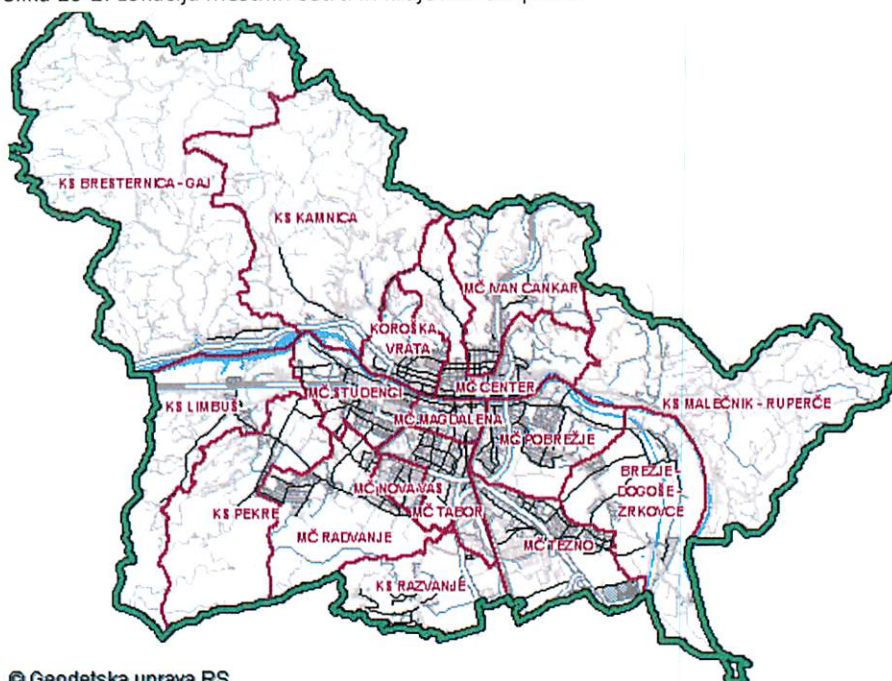 KS BRESTERNICA - GAJ
KS KAMNICA
MČ IVAN CANKAR
KOROŠKA
VRATA
MČ CENTER
MČ STUDENCI
KS LIMBUŠ
KS MALEČNIK - RUPERČE
MČ MAGDALENA
MČ POBREŽJE
BREZJE -
DOGOŠE -
ZRKOVCE
MČ NOVA VAS
KS PEKRE
MČ TABOR
MČ RADVANJE
MČ TEZNO
KS RAZVANJE
© Geodetska uprava RS